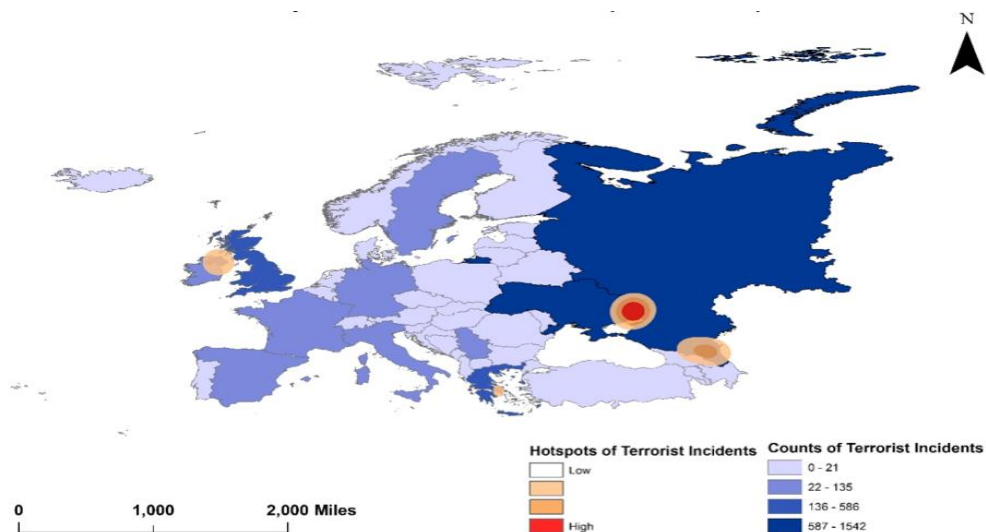 N
Hotspots of Terrorist Incidents
Low
High
Counts of Terrorist Incidents
0 - 21
22 - 135
136 - 586
587 - 1542
0 1,000 2,000 Miles